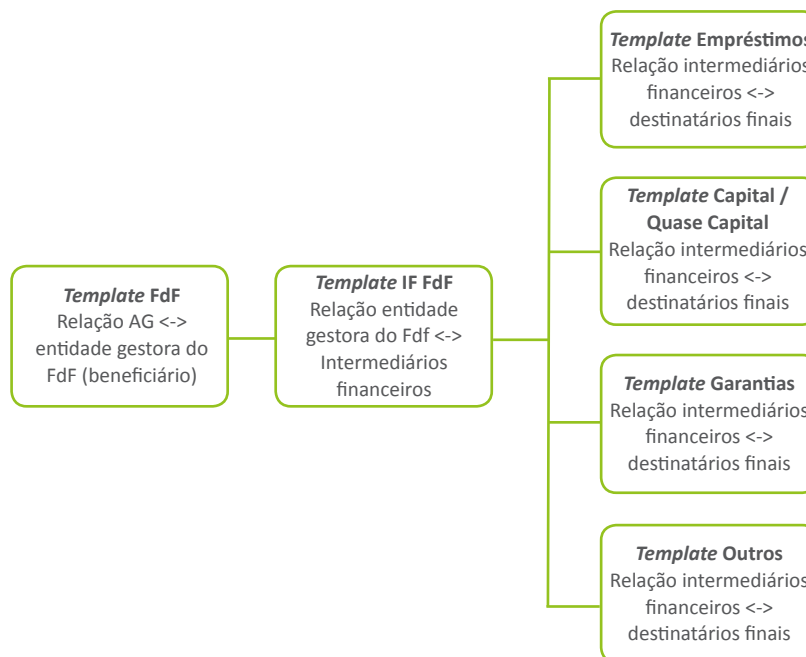 Template FdF
Relação AG <->
entidade gestora do
FdF (beneficiário)
Template IF FdF
Relação entidade
gestora do Fdf <->
Intermediários
financeiros
Template Empréstimos
Relação intermediários
financeiros <->
destinatários finais
Template Capital /
Quase Capital
Relação intermediários
financeiros <->
destinatários finais
Template Garantias
Relação intermediários
financeiros <->
destinatários finais
Template Outros
Relação intermediários
financeiros <->
destinatários finais